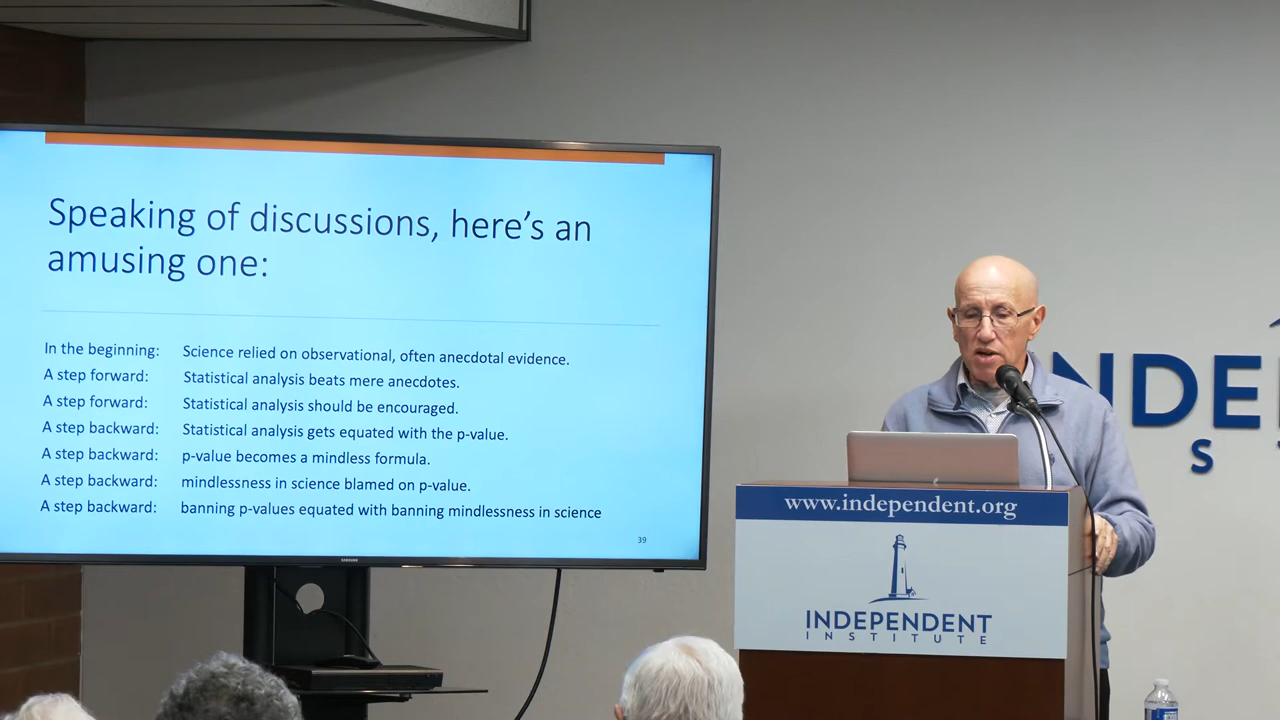 Speaking of discussions, here's an
amusing one:
In the beginning: Science relied on observational, often anecdotal evidence.
A step forward: Statistical analysis beats mere anecdotes.
A step forward: Statistical analysis should be encouraged.
A step backward: Statistical analysis gets equated with the p-value.
A step backward: p-value becomes a mindless formula.
A step backward: mindlessness in science blamed on p-value.
A step backward: banning p-values equated with banning mindlessness in science
39
SAMSUNG
www.independent.org
INDEPENDENT
INSTITUTE
INDE
S